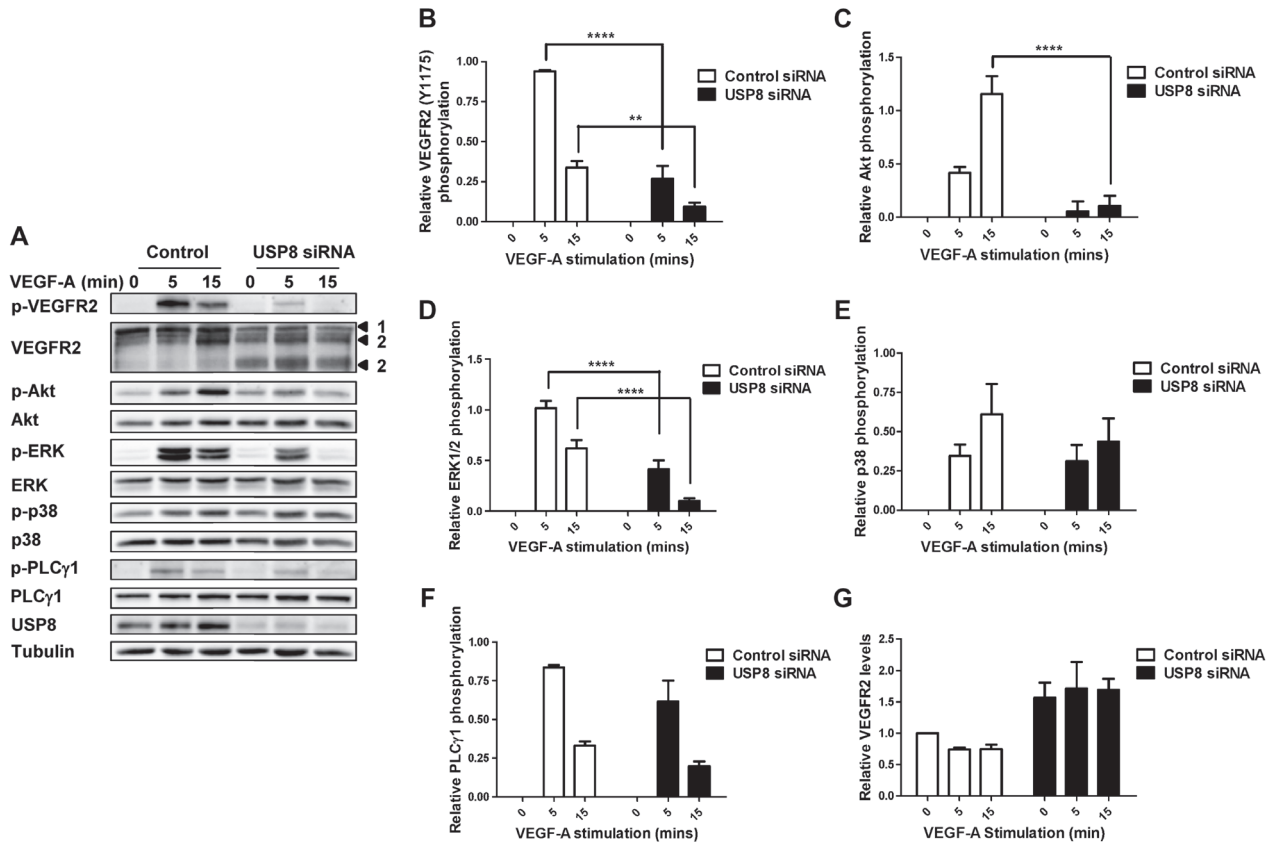 A
Control USP8 siRNA
VEGF-A (min) 0 5 15 0 5 15
p-VEGFR2
VEGFR2
1
2
2
p-Akt
Akt
p-ERK
ERK
p-p38
p38
p-PLCγ1
PLCγ1
USP8
Tubulin
B
Relative VEGFR2 (Y1175)
phosphorylation
1.00
0.75
0.50
0.25
0.00
****
**
0 5 15 0 5 15
VEGF-A stimulation (mins)
Control siRNA
USP8 siRNA
C
Relative Akt phosphorylation
1.5
1.0
0.5
0.0
****
0 5 15 0 5 15
VEGF-A stimulation (mins)
Control siRNA
USP8 siRNA
D
Relative ERK1/2 phosphorylation
1.5
1.0
0.5
0.0
****
****
0 5 15 0 5 15
VEGF-A stimulation (mins)
Control siRNA
USP8 siRNA
E
Relative p38 phosphorylation
1.00
0.75
0.50
0.25
0.00
0 5 15 0 5 15
VEGF-A stimulation (mins)
Control siRNA
USP8 siRNA
F
Relative PLCγ1 phosphorylation
1.00
0.75
0.50
0.25
0.00
0 5 15 0 5 15
VEGF-A stimulation (mins)
Control siRNA
USP8 siRNA
G
Relative VEGFR2 levels
2.5
2.0
1.5
1.0
0.5
0.0
0 5 15 0 5 15
VEGF-A Stimulation (min)
Control siRNA
USP8 siRNA